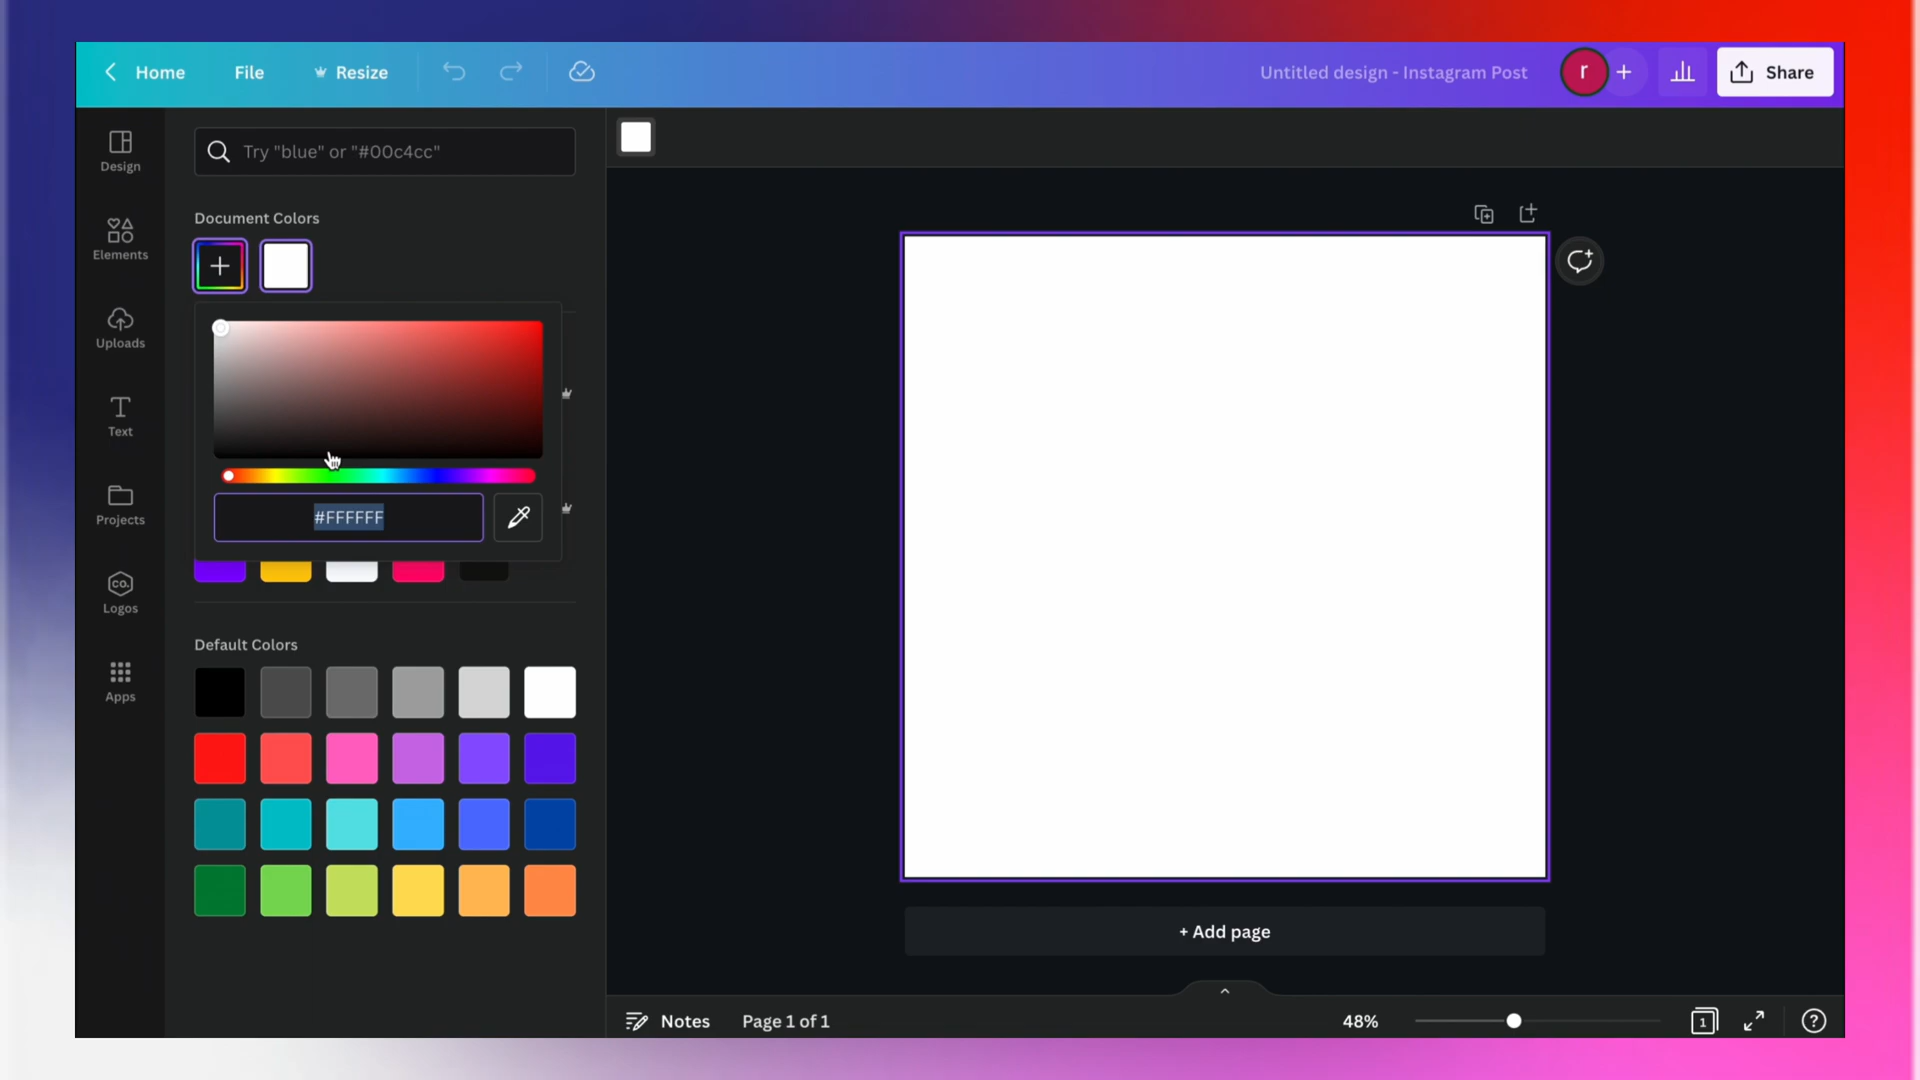 Home
File
Resize
Untitled design - Instagram Post
r
Share
Design
Elements
Uploads
Text
Projects
CO.
Logos
Apps
Try "blue" or "#00c4cc"
Document Colors
#FFFFFF
Default Colors
+ Add page
Notes
Page 1 of 1
48%
1
?